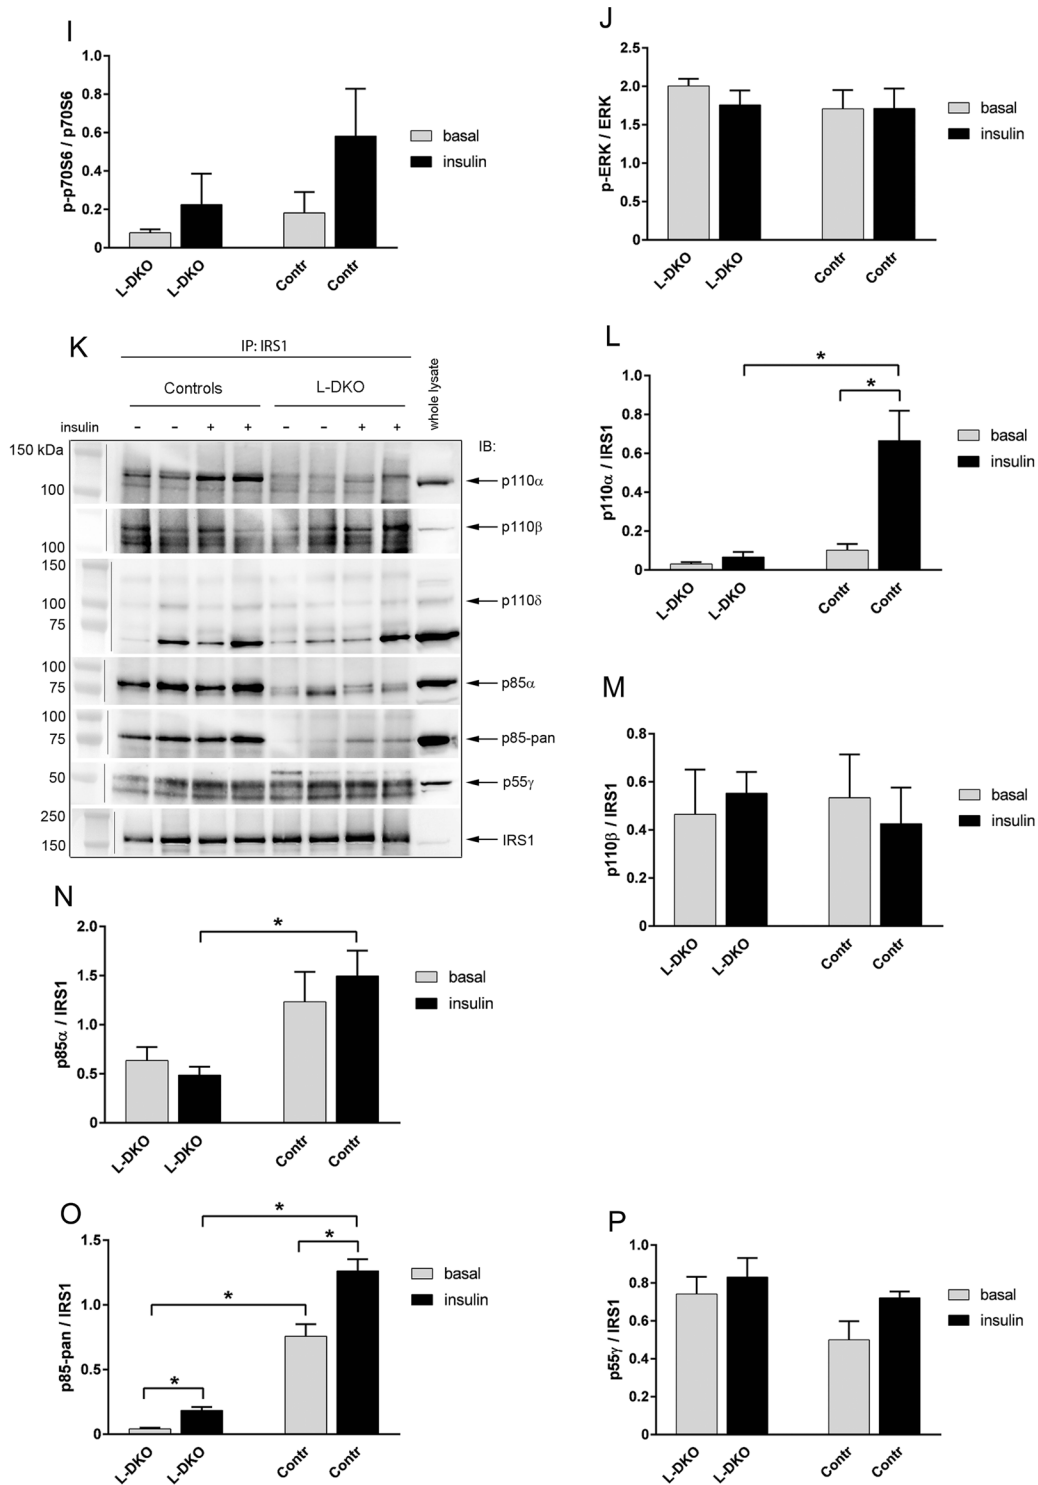 I
1.0
0.8
0.6
0.4
0.2
0
p-p70S6 / p70S6
L-DKO
L-DKO
Contr
Contr
basal
insulin
J
2.5
2.0
1.5
1.0
0.5
0
p-ERK / ERK
L-DKO
L-DKO
Contr
Contr
basal
insulin
K
IP: IRS1
Controls
L-DKO
whole lysate
insulin
- - + + - - + +
IB:
150 kDa
100
p110α
100
p110β
150
100
75
p110δ
100
75
p85α
100
75
p85-pan
50
p55γ
250
150
IRS1
L
*
*
1.0
0.8
0.6
0.4
0.2
0
p110α / IRS1
L-DKO
L-DKO
Contr
Contr
basal
insulin
M
0.8
0.6
0.4
0.2
0
p110β / IRS1
L-DKO
L-DKO
Contr
Contr
basal
insulin
N
*
2.0
1.5
1.0
0.5
0
p85α / IRS1
L-DKO
L-DKO
Contr
Contr
basal
insulin
O
*
*
*
*
1.5
1.0
0.5
0
p85-pan / IRS1
L-DKO
L-DKO
Contr
Contr
basal
insulin
P
1.0
0.8
0.6
0.4
0.2
0
p55γ / IRS1
L-DKO
L-DKO
Contr
Contr
basal
insulin